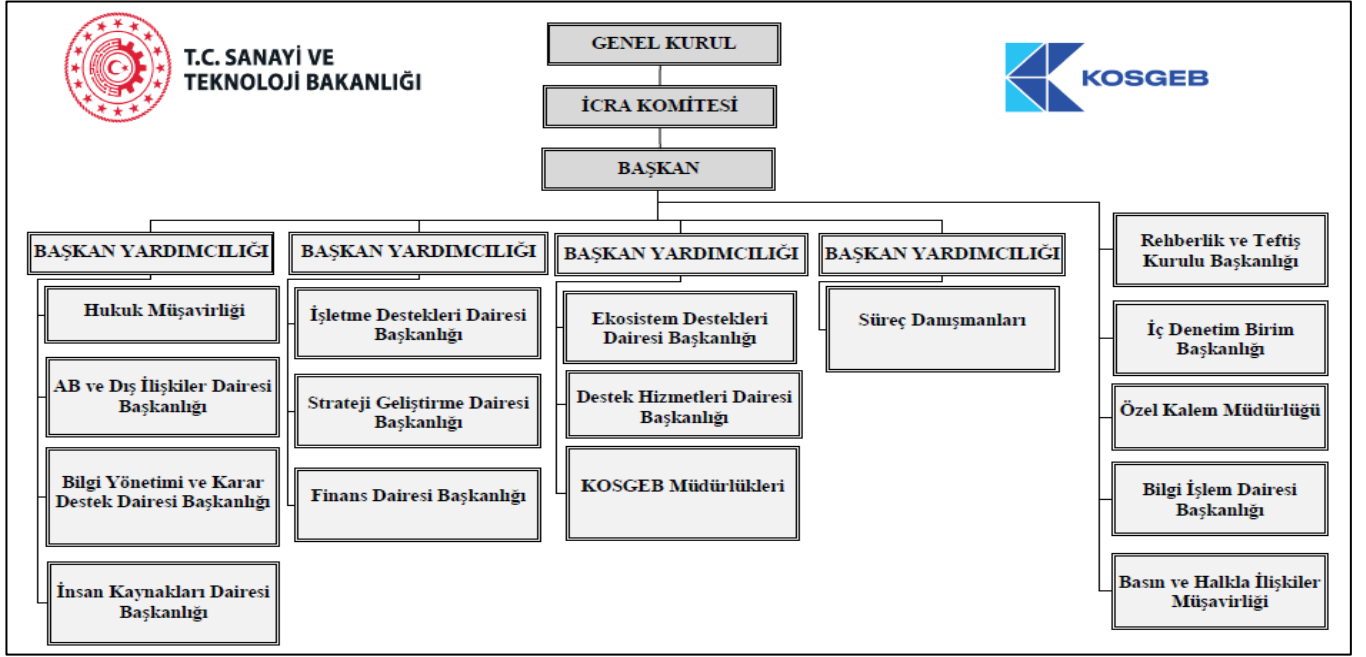 T.C. SANAYİ VE
TEKNOLOJİ BAKANLIĞI
GENEL KURUL
KOSGEB
İCRA KOMİTESİ
BAŞKAN
BAŞKAN YARDIMCILIĞI
Hukuk Müşavirliği
AB ve Dış İlişkiler Dairesi
Başkanlığı
Bilgi Yönetimi ve Karar
Destek Dairesi Başkanlığı
İnsan Kaynakları Dairesi
Başkanlığı
BAŞKAN YARDIMCILIĞI
İşletme Destekleri Dairesi
Başkanlığı
Strateji Geliştirme Dairesi
Başkanlığı
Finans Dairesi Başkanlığı
BAŞKAN YARDIMCILIĞI
Ekosistem Destekleri
Dairesi Başkanlığı
Destek Hizmetleri Dairesi
Başkanlığı
KOSGEB Müdürlükleri
BAŞKAN YARDIMCILIĞI
Süreç Danışmanları
Rehberlik ve Teftiş
Kurulu Başkanlığı
İç Denetim Birim
Başkanlığı
Özel Kalem Müdürlüğü
Bilgi İşlem Dairesi
Başkanlığı
Basın ve Halkla İlişkiler
Müşavirliği